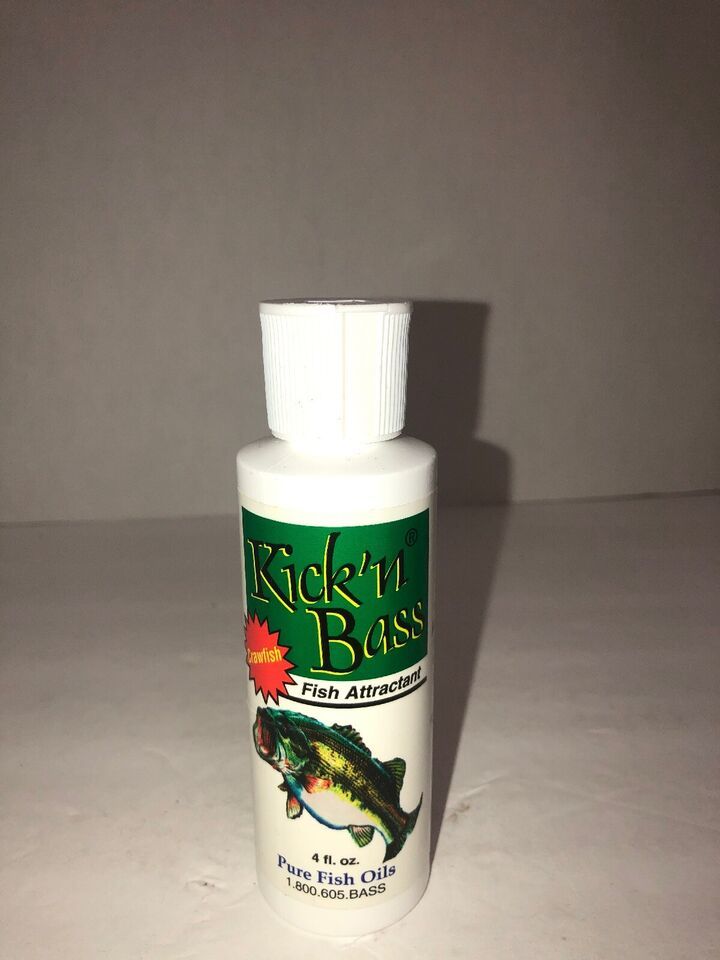 Kick'n®
Bass
Crawfish
Fish Attractant
4 fl. oz.
Pure Fish Oils
1.800.605.BASS